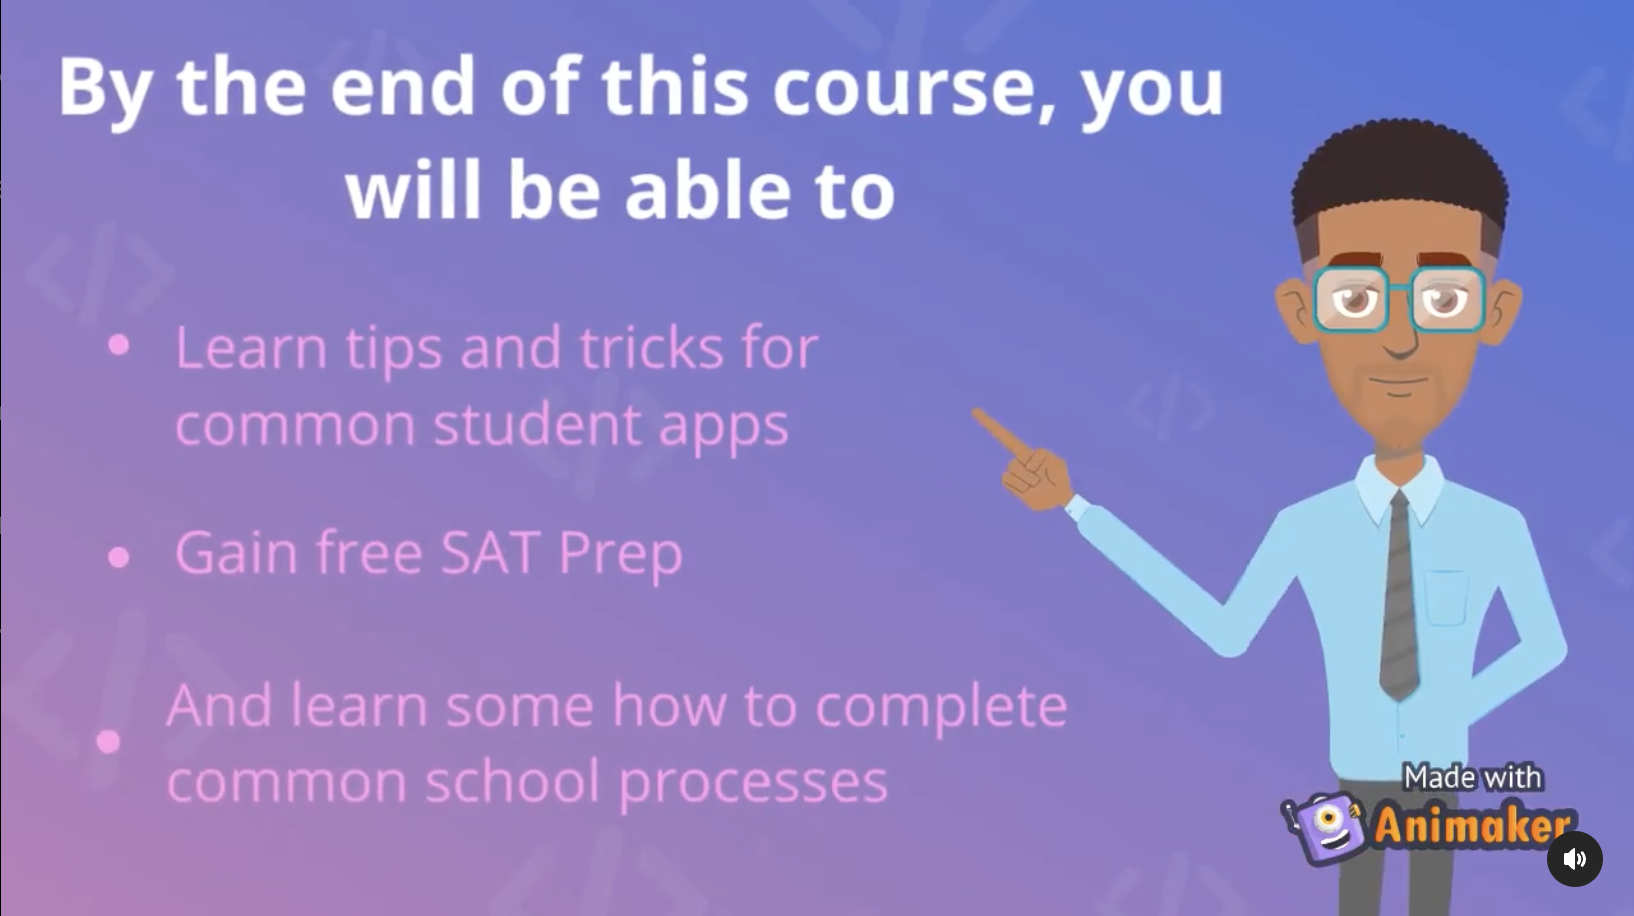 By the end of this course, you
will be able to
• Learn tips and tricks for
common student apps
• Gain free SAT Prep
• And learn some how to complete
common school processes
Made with
Animaker